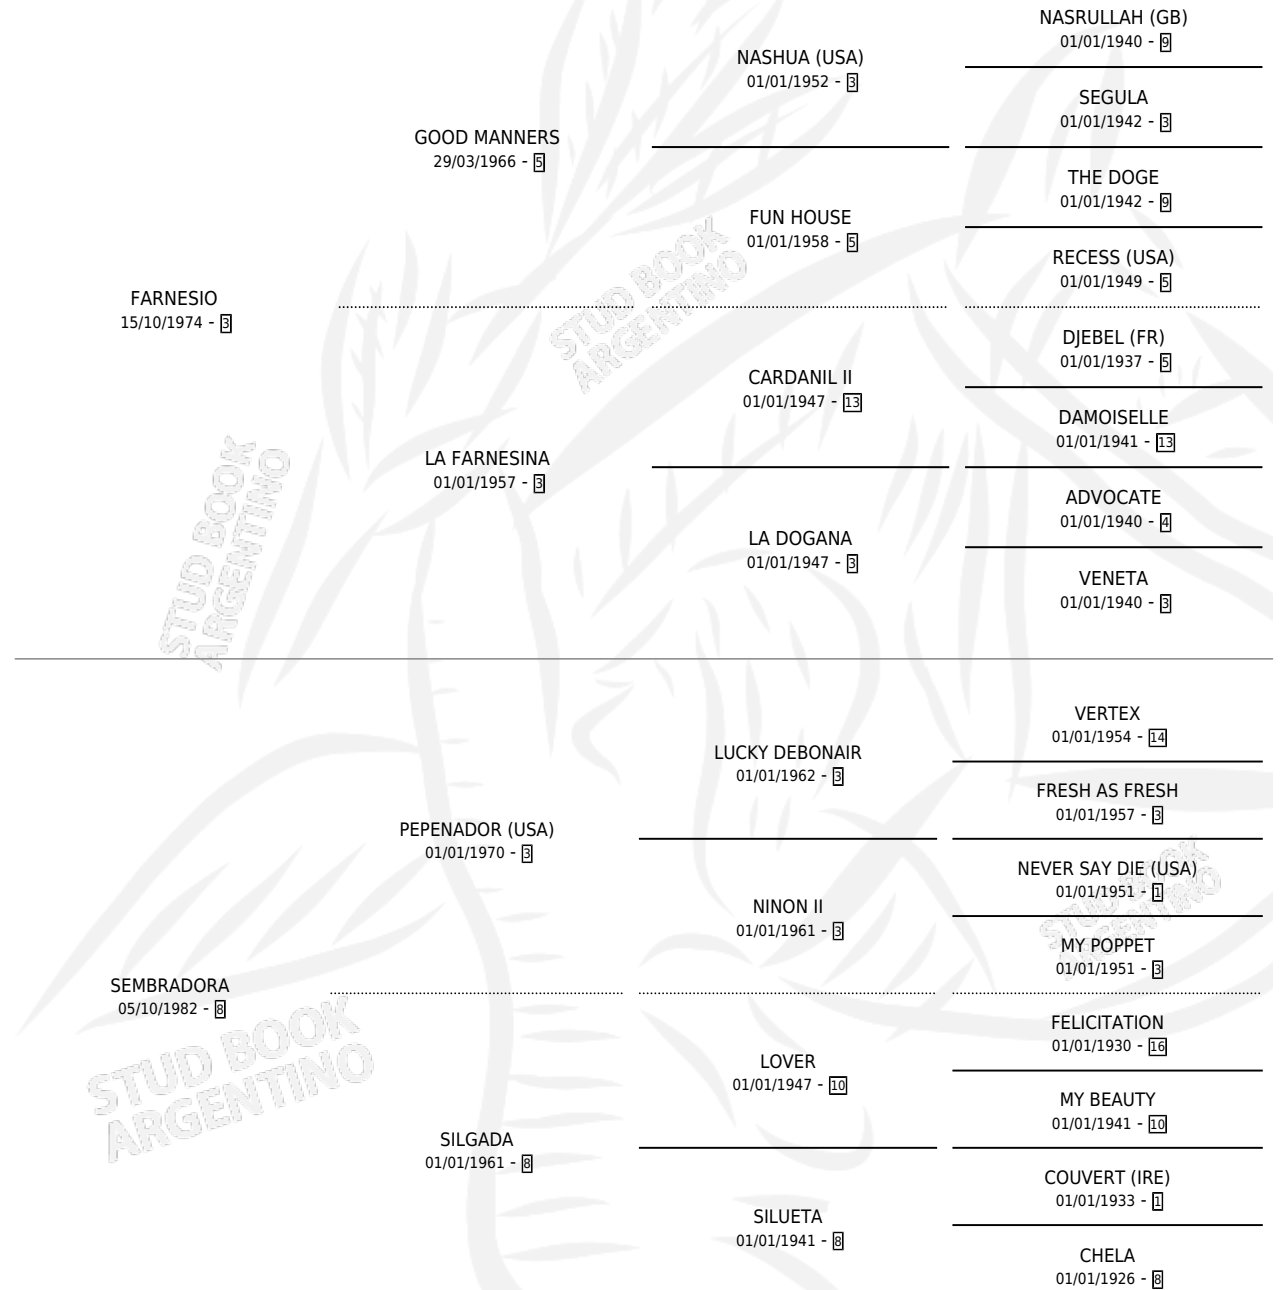 NASRULLAH (GB)
01/01/1940 - 9
NASHUA (USA)
01/01/1952 - 3
SEGULA
01/01/1942 - 3
GOOD MANNERS
29/03/1966 - 5
THE DOGE
01/01/1942 - 9
FUN HOUSE
01/01/1958 - 5
RECESS (USA)
01/01/1949 - 5
FARNESIO
15/10/1974 - 3
DJEBEL (FR)
01/01/1937 - 5
CARDANIL II
01/01/1947 - 13
DAMOISELLE
01/01/1941 - 13
LA FARNESINA
01/01/1957 - 3
ADVOCATE
01/01/1940 - 4
LA DOGANA
01/01/1947 - 3
VENETA
01/01/1940 - 3
VERTEX
01/01/1954 - 14
LUCKY DEBONAIR
01/01/1962 - 3
FRESH AS FRESH
01/01/1957 - 3
PEPENADOR (USA)
01/01/1970 - 3
NEVER SAY DIE (USA)
01/01/1951 - 1
NINON II
01/01/1961 - 3
MY POPPET
01/01/1951 - 3
SEMBRADORA
05/10/1982 - 8
FELICITATION
01/01/1930 - 16
LOVER
01/01/1947 - 10
MY BEAUTY
01/01/1941 - 10
SILGADA
01/01/1961 - 8
COUVERT (IRE)
01/01/1933 - 1
SILUETA
01/01/1941 - 8
CHELA
01/01/1926 - 8
STUD BOOK
ARGENTINO
STUD BOOK
ARGENTINO
STUD BOOK
ARGENTINO
STUD BOOK
ARGENTINO